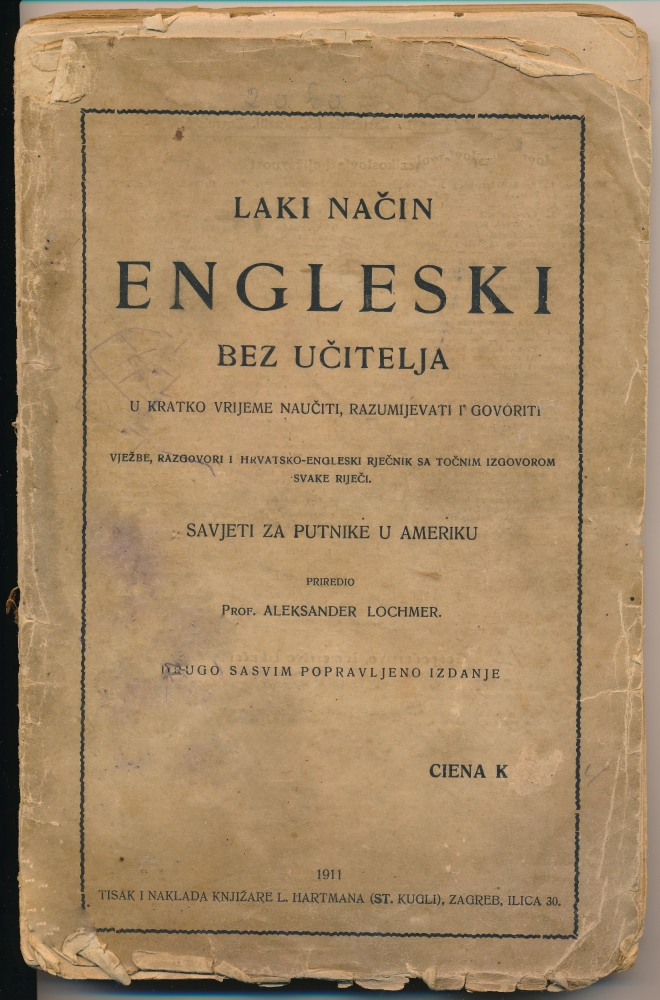 LAKI NAČIN
ENGLESKI
BEZ UČITELJA
U KRATKO VRIJEME NAUČITI, RAZUMIJEVATI I GOVORITI
VJEŽBE, RAZGOVORI I HRVATSKO-ENGLESKI RJEČNIK SA TOČNIM IZGOVOROM
SVAKE RIJEČI.
SAVJETI ZA PUTNIKE U AMERIKU
PRIREDIO
PROF. ALEKSANDER LOCHMER.
DRUGO SASVIM POPRAVLJENO IZDANJE
CIENA K
1911
TISAK I NAKLADA KNJIŽARE L. HARTMANA (ST. KUGLI), ZAGREB, ILICA 30.